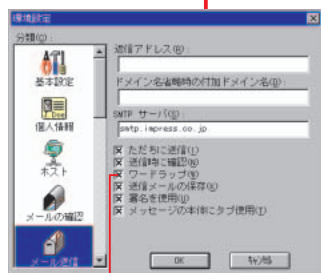 環境設定
分類(C):
返信アドレス(R):
基本設定
ドメイン名省略時の付加ドメイン名(D):
個人情報
SMTP サーバ(S):
smtp.impress.co.jp
ホスト
ただちに送信(I)
送信時に確認(N)
ワードラップ(W)
送信メールの保存(K)
署名を使用(U)
メッセージの本体にタブ使用(T)
メールの確認
メール送信
OK
ｷｬﾝｾﾙ